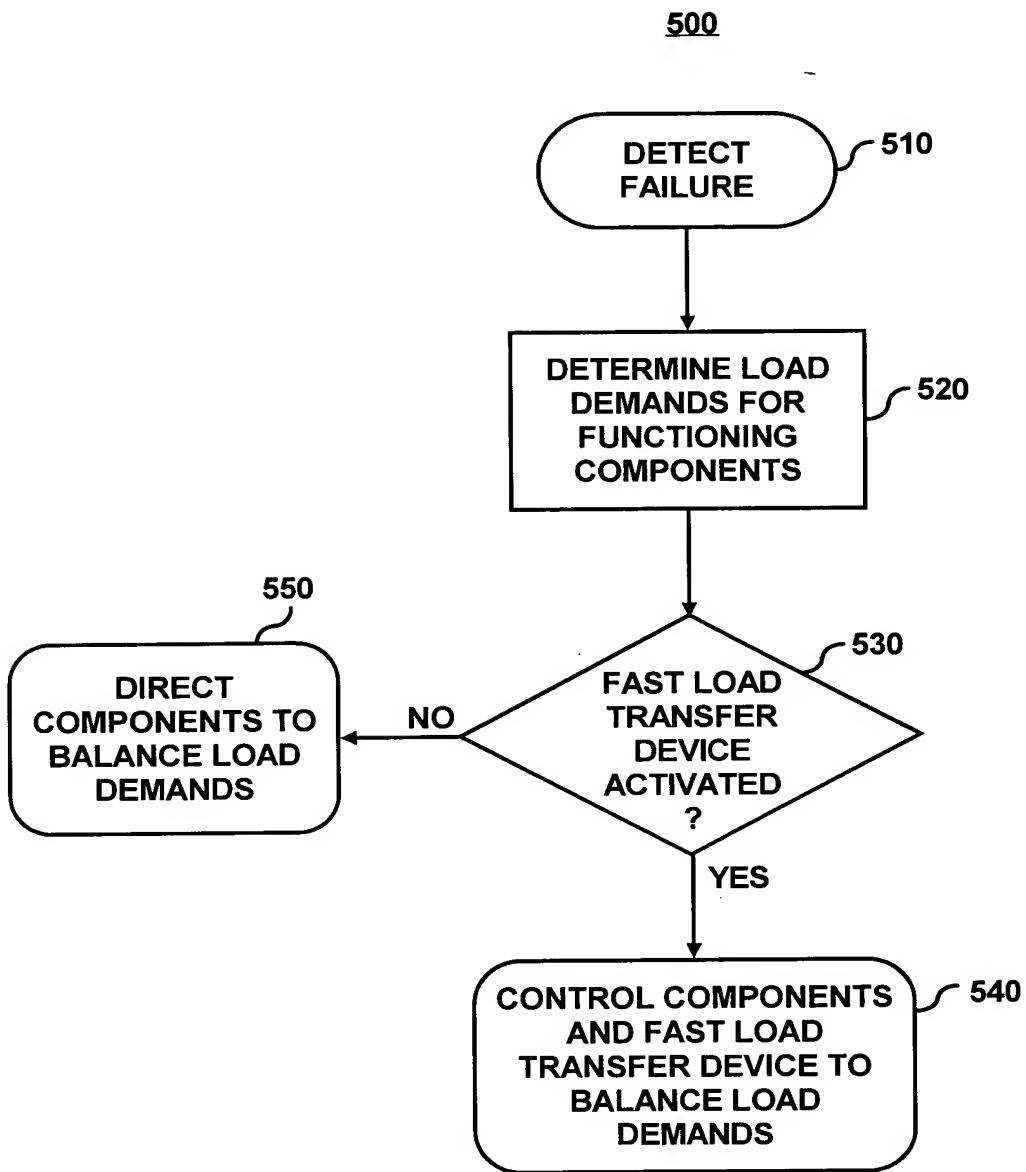 500
DETECT
FAILURE
510
DETERMINE LOAD
DEMANDS FOR
FUNCTIONING
COMPONENTS
520
550
DIRECT
COMPONENTS TO
BALANCE LOAD
DEMANDS
NO
FAST LOAD
TRANSFER
DEVICE
ACTIVATED
?
530
YES
CONTROL COMPONENTS
AND FAST LOAD
TRANSFER DEVICE TO
BALANCE LOAD
DEMANDS
540